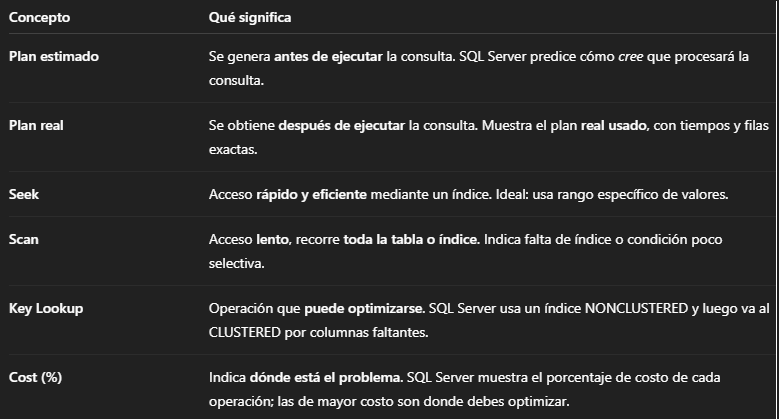 Concepto Qué significa
Plan estimado Se genera antes de ejecutar la consulta. SQL Server predice cómo cree que procesará la
consulta.
Plan real Se obtiene después de ejecutar la consulta. Muestra el plan real usado, con tiempos y filas
exactas.
Seek Acceso rápido y eficiente mediante un índice. Ideal: usa rango específico de valores.
Scan Acceso lento, recorre toda la tabla o índice. Indica falta de índice o condición poco
selectiva.
Key Lookup Operación que puede optimizarse. SQL Server usa un índice NONCLUSTERED y luego va al
CLUSTERED por columnas faltantes.
Cost (%) Indica dónde está el problema. SQL Server muestra el porcentaje de costo de cada
operación; las de mayor costo son donde debes optimizar.